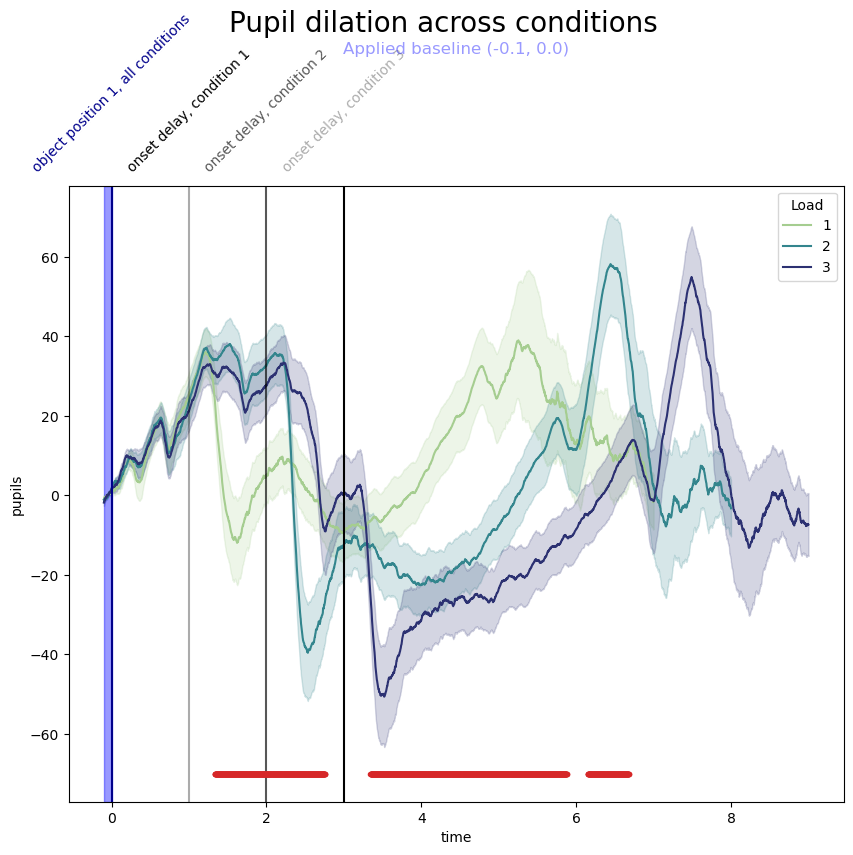 Pupil dilation across conditions
Applied baseline (-0.1, 0.0)
object position 1, all conditions
onset delay, condition 1
onset delay, condition 2
onset delay, condition 3
Load
1
2
3
60
40
20
0
−20
−40
−60
pupils
0
2
4
6
8
time